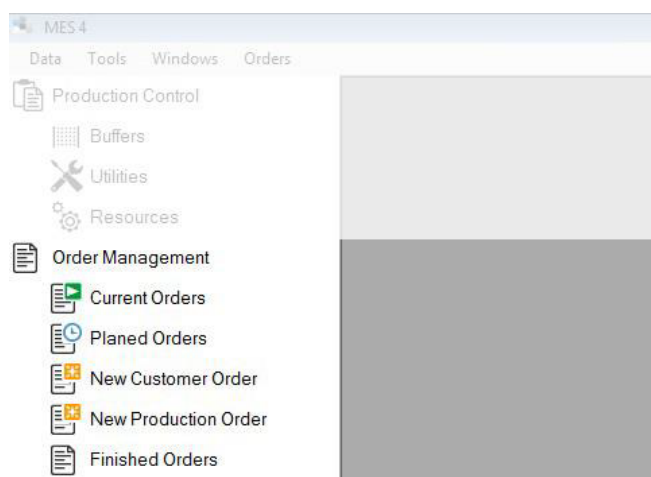 MES 4
Data Tools Windows Orders
Production Control
Buffers
Utilities
Resources
Order Management
Current Orders
Planed Orders
New Customer Order
New Production Order
Finished Orders